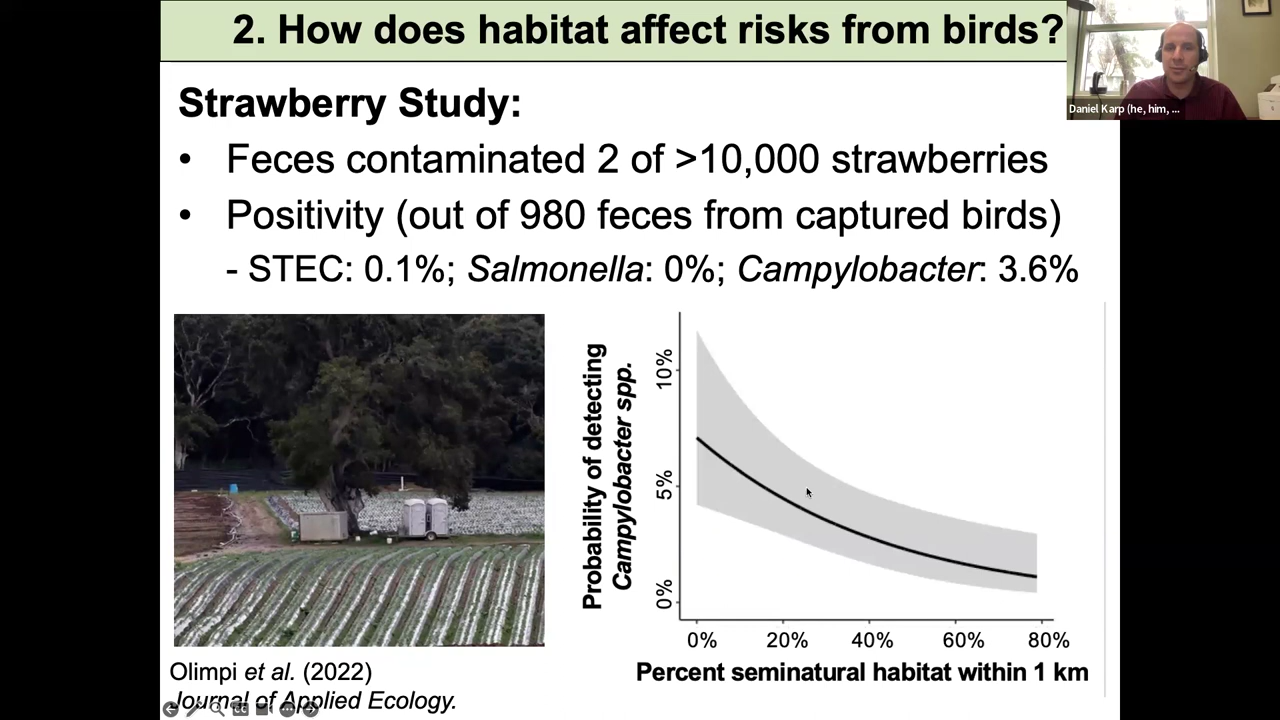 2. How does habitat affect risks from birds?
Daniel Karp (he, him, ...
Strawberry Study:
• Feces contaminated 2 of >10,000 strawberries
• Positivity (out of 980 feces from captured birds)
- STEC: 0.1%; Salmonella: 0%; Campylobacter: 3.6%
Probability of detecting
Campylobacter spp.
10%
5%
0%
0% 20% 40% 60% 80%
Percent seminatural habitat within 1 km
Olimpi et al. (2022)
Journal of Applied Ecology.
CC